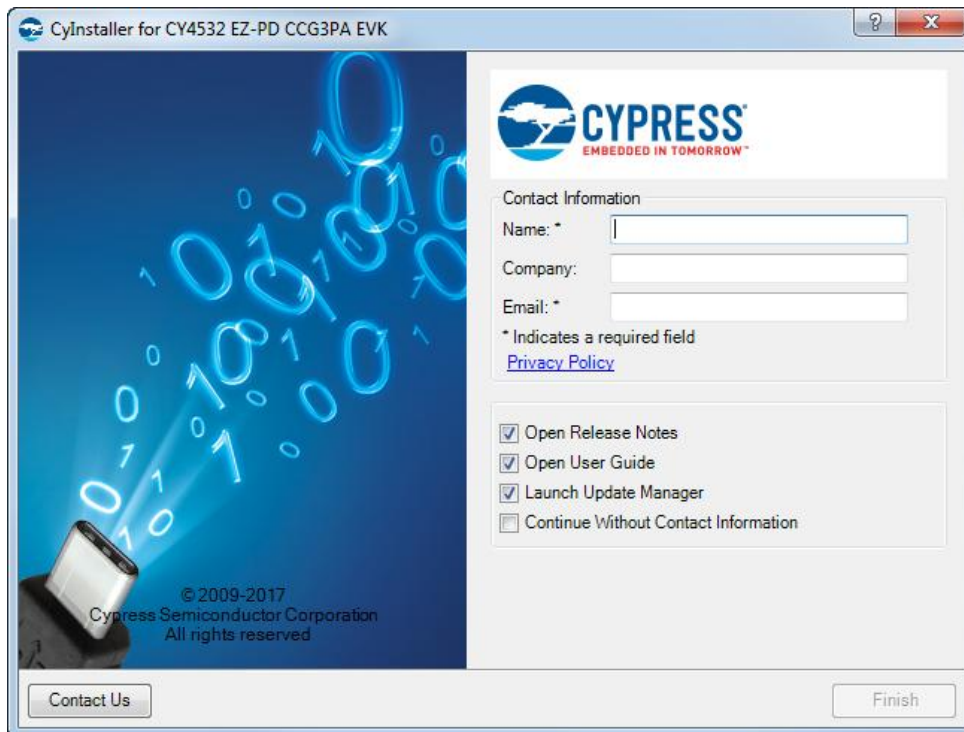 CyInstaller for CY4532 EZ-PD CCG3PA EVK
CYPRESS®
EMBEDDED IN TOMORROW™
Contact Information
Name: *
Company:
Email: *
* Indicates a required field
Privacy Policy
Open Release Notes
Open User Guide
Launch Update Manager
Continue Without Contact Information
© 2009-2017
Cypress Semiconductor Corporation
All rights reserved
Contact Us
Finish